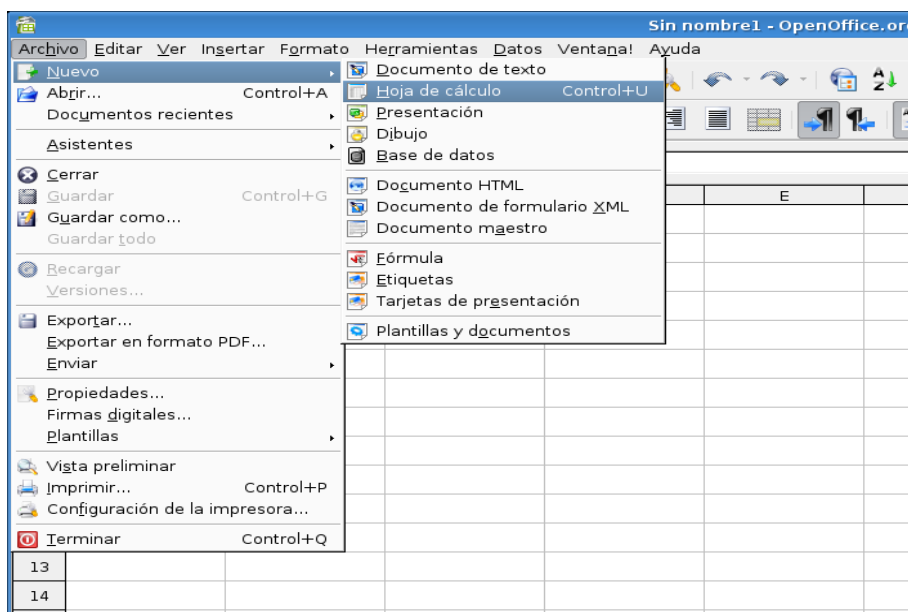 Sin nombre1 - OpenOffice.or
Archivo Editar Ver Insertar Formato Herramientas Datos Ventana! Ayuda
Nuevo
Abrir... Control+A
Documentos recientes
Asistentes
Cerrar
Guardar Control+G
Guardar como...
Guardar todo
Recargar
Versiones...
Exportar...
Exportar en formato PDF...
Enviar
Propiedades...
Firmas digitales...
Plantillas
Vista preliminar
Imprimir... Control+P
Configuración de la impresora...
Terminar Control+Q
Documento de texto
Hoja de cálculo Control+U
Presentación
Dibujo
Base de datos
Documento HTML
Documento de formulario XML
Documento maestro
Fórmula
Etiquetas
Tarjetas de presentación
Plantillas y documentos
A
Z
E
13
14